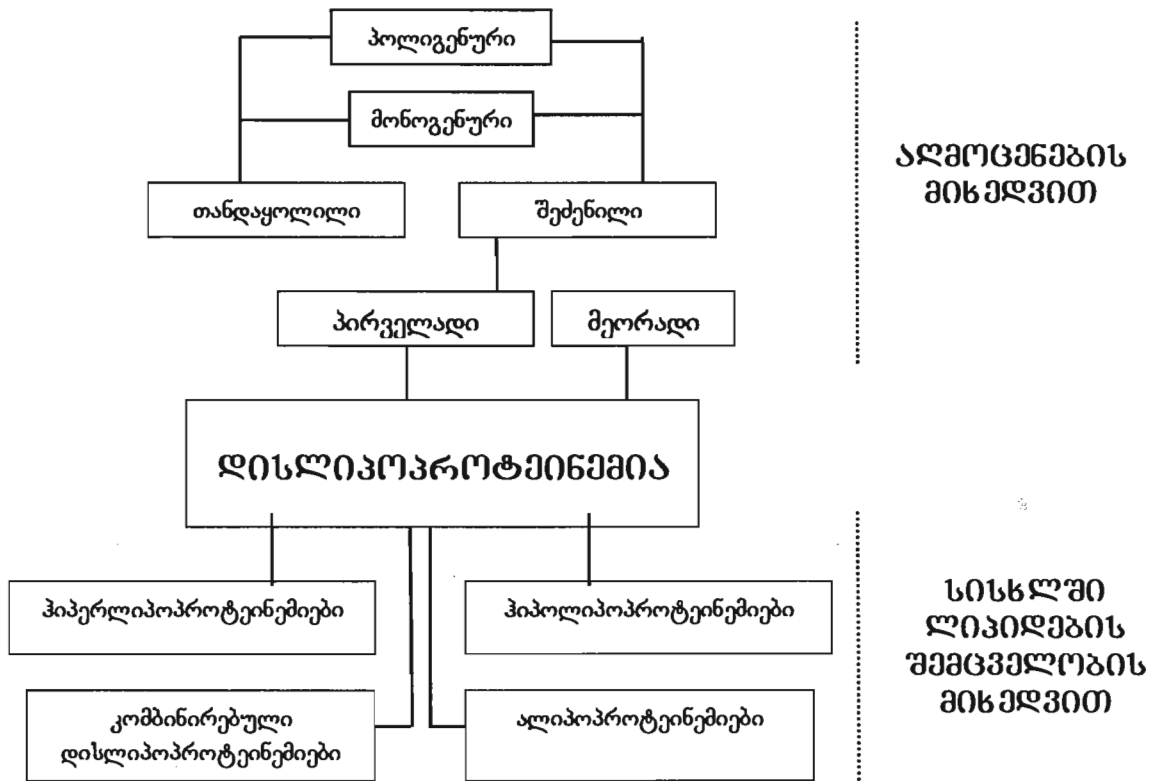 პოლიგენური
მონოგენური
თანდაყოლილი
შეძენილი
პირველადი
მეორადი
აღმოცენების
მიხედვით
დისლიპოპროტეინემია
ჰიპერლიპოპროტეინემიები
ჰიპოლიპოპროტეინემიები
კომბინირებული
დისლიპოპროტეინემიები
ალიპოპროტეინემიები
სისხლში
ლიპიდების
შემცველობის
მიხედვით